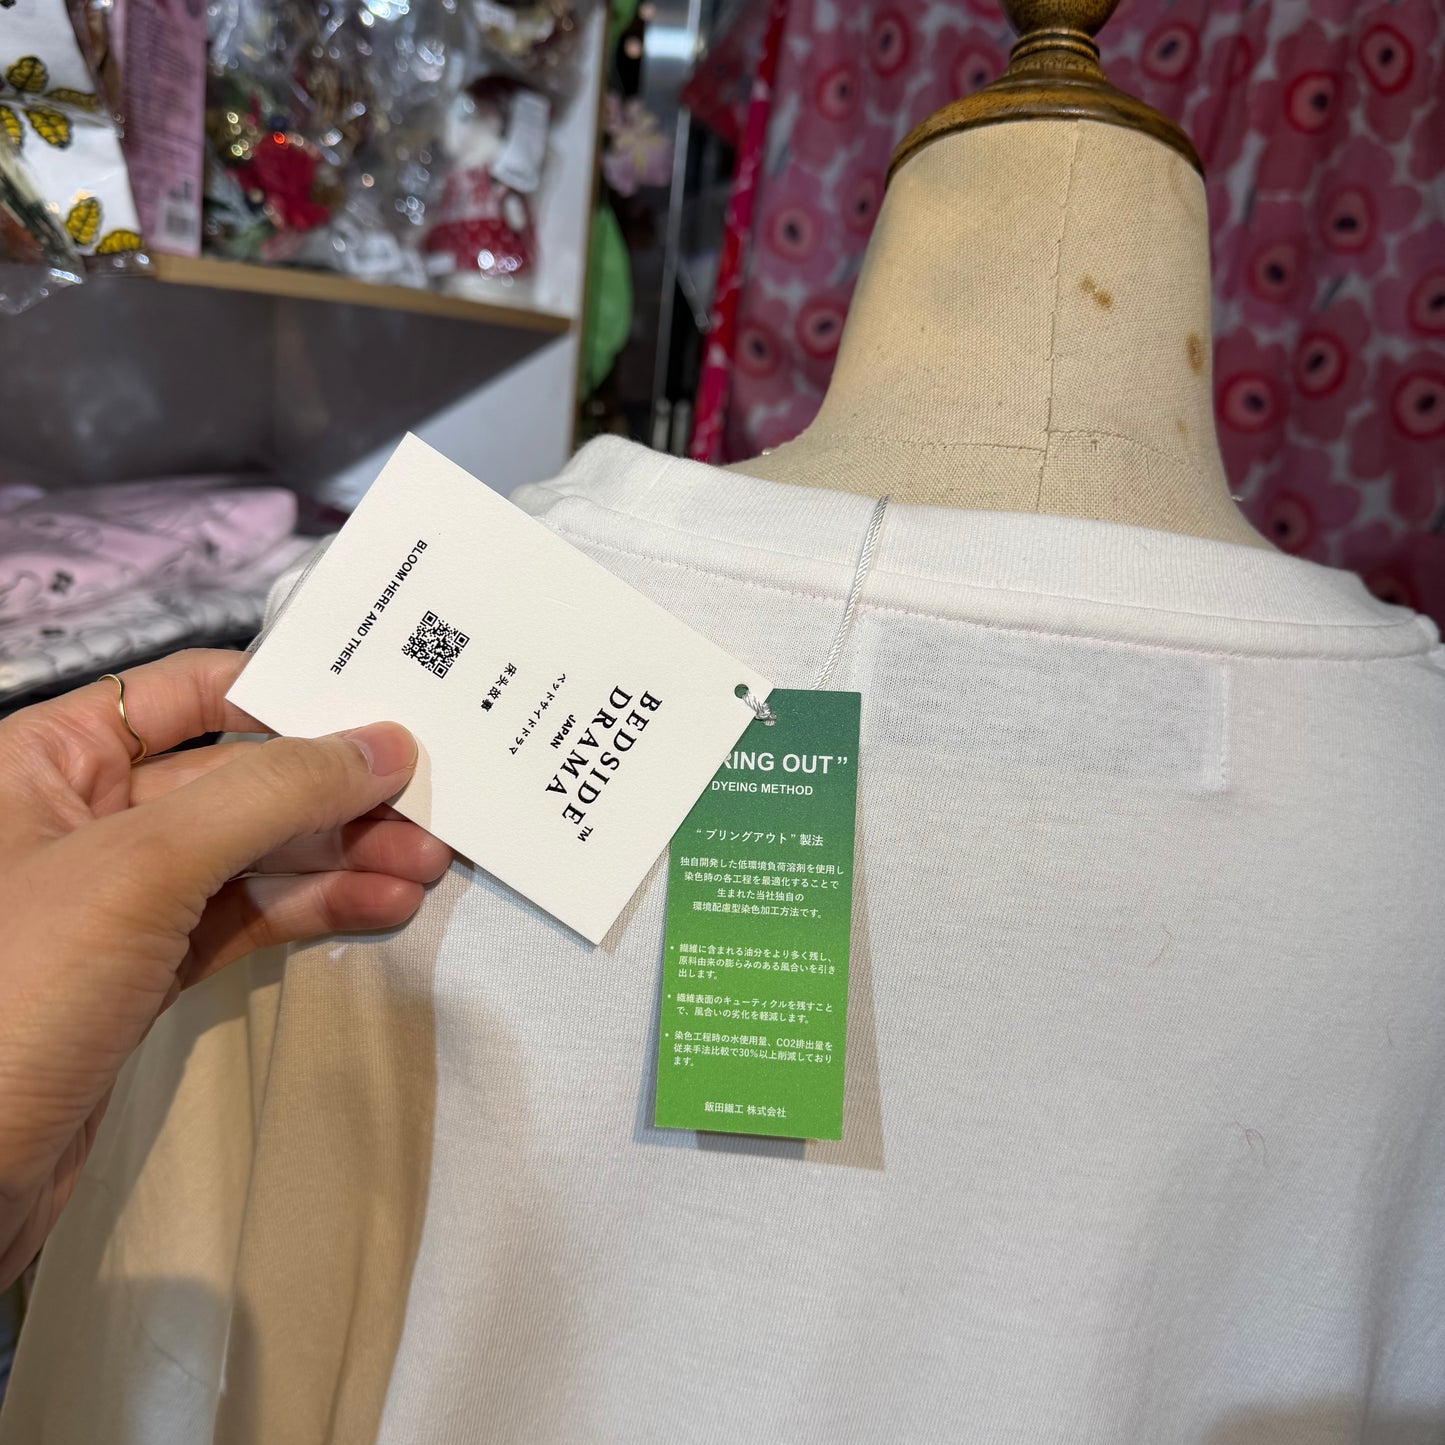 BLOOM HERE AND THERE
床头故事
ベッドサイドドラマ
JAPAN
BEDSIDE
DRAMA™
RING OUT”
DYEING METHOD
“ブリングアウト”製法
独自開発した低環境負荷溶剤を使用し
染色時の各工程を最適化することで
生まれた当社独自の
環境配慮型染色加工方法です。
• 繊維に含まれる油分をより多く残し、
原料由来の膨らみのある風合いを引き
出します。
• 繊維表面のキューティクルを残すこと
で、風合いの劣化を軽減します。
• 染色工程時の水使用量、CO2排出量を
従来手法比較で30%以上削減しており
ます。
飯田繊工 株式会社